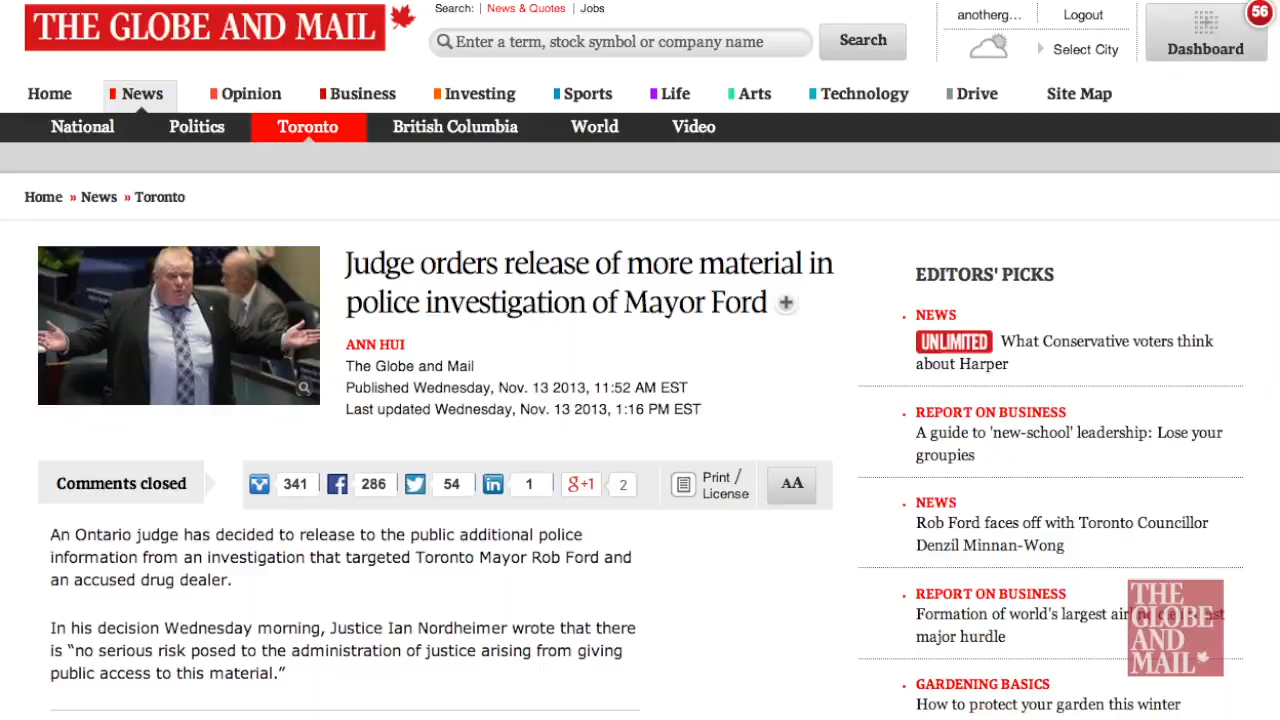 THE GLOBE AND MAIL
Search: | News & Quotes | Jobs
Enter a term, stock symbol or company name
Search
anotherg...
Logout
Select City
Dashboard
56
Home
News
Opinion
Business
Investing
Sports
Life
Arts
Technology
Drive
Site Map
National
Politics
Toronto
British Columbia
World
Video
Home » News » Toronto
Judge orders release of more material in
police investigation of Mayor Ford
ANN HUI
The Globe and Mail
Published Wednesday, Nov. 13 2013, 11:52 AM EST
Last updated Wednesday, Nov. 13 2013, 1:16 PM EST
Comments closed
341
286
54
1
+1
2
Print /
License
AA
An Ontario judge has decided to release to the public additional police
information from an investigation that targeted Toronto Mayor Rob Ford and
an accused drug dealer.
In his decision Wednesday morning, Justice Ian Nordheimer wrote that there
is “no serious risk posed to the administration of justice arising from giving
public access to this material.”
EDITORS' PICKS
NEWS
UNLIMITED What Conservative voters think
about Harper
REPORT ON BUSINESS
A guide to 'new-school' leadership: Lose your
groupies
NEWS
Rob Ford faces off with Toronto Councillor
Denzil Minnan-Wong
REPORT ON BUSINESS
Formation of world's largest
major hurdle
GARDENING BASICS
How to protect your garden this winter
THE
GLOBE
AND
MAIL